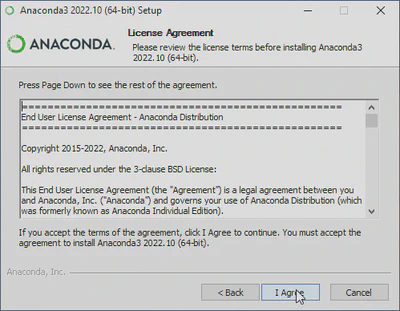 Anaconda3 2022.10 (64-bit) Setup
ANACONDA.
License Agreement
Please review the license terms before installing Anaconda3
2022.10 (64-bit).
Press Page Down to see the rest of the agreement.
==================================================
End User License Agreement - Anaconda Distribution
==================================================
Copyright 2015-2022, Anaconda, Inc.
All rights reserved under the 3-clause BSD License:
This End User License Agreement (the "Agreement") is a legal agreement between you
and Anaconda, Inc. ("Anaconda") and governs your use of Anaconda Distribution (which
was formerly known as Anaconda Individual Edition).
If you accept the terms of the agreement, click I Agree to continue. You must accept the
agreement to install Anaconda3 2022.10 (64-bit).
Anaconda, Inc.
< Back
I Agree
Cancel